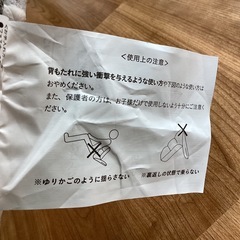 ＜使用上の注意＞
背もたれに強い衝撃を与えるような使い方や下図のような使い方は
おやめください。
また、保護者の方は、お子様だけで使用しないよう十分にご注意く
ださい。
※ゆりかごのように揺らさない
※裏返しの状態で乗らない